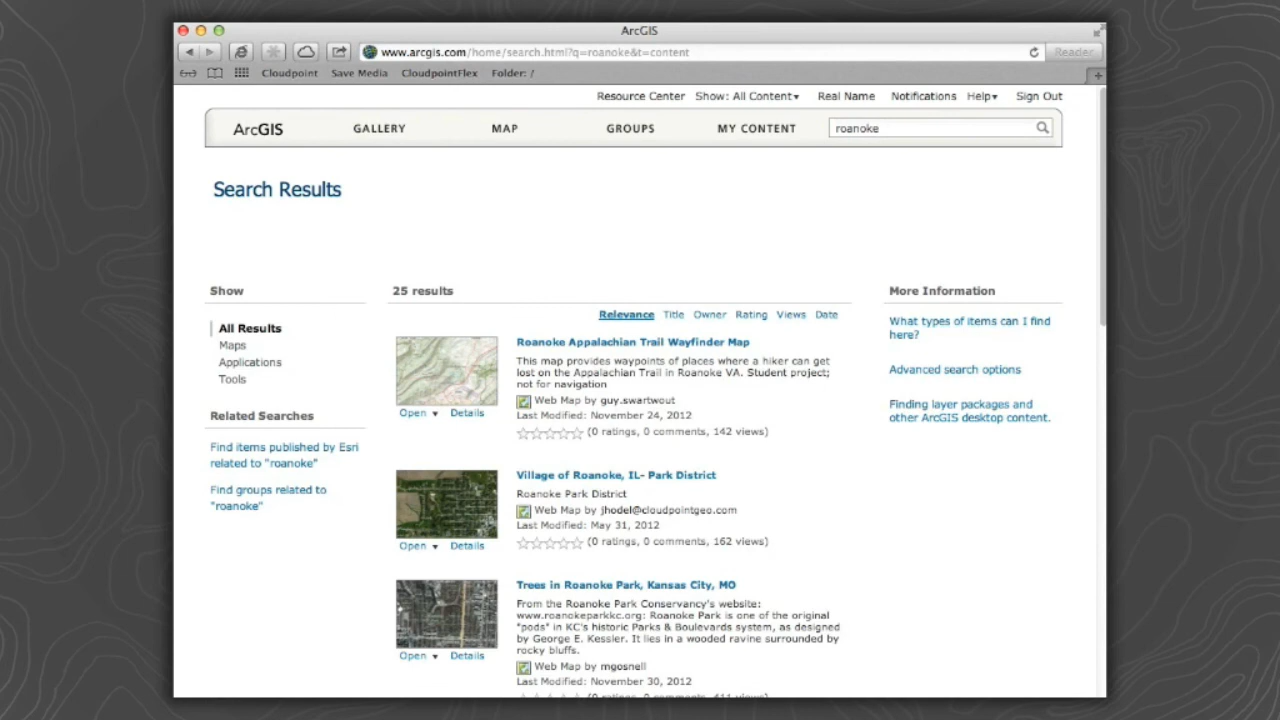 ArcGIS
www.arcgis.com/home/search.html?q=roanoke&t=content
Reader
Cloudpoint Save Media CloudpointFlex Folder: /
Resource Center Show: All Content Real Name Notifications Help Sign Out
ArcGIS GALLERY MAP GROUPS MY CONTENT roanoke
Search Results
Show
All Results
Maps
Applications
Tools
Related Searches
Find items published by Esri
related to "roanoke"
Find groups related to
"roanoke"
25 results
Relevance Title Owner Rating Views Date
Roanoke Appalachian Trail Wayfinder Map
This map provides waypoints of places where a hiker can get
lost on the Appalachian Trail in Roanoke VA. Student project;
not for navigation
Web Map by guy.swartwout
Last Modified: November 24, 2012
(0 ratings, 0 comments, 142 views)
Open Details
Village of Roanoke, IL- Park District
Roanoke Park District
Web Map by jhodel@cloudpointgeo.com
Last Modified: May 31, 2012
(0 ratings, 0 comments, 162 views)
Open Details
Trees in Roanoke Park, Kansas City, MO
From the Roanoke Park Conservancy's website:
www.roanokeparkkc.org: Roanoke Park is one of the original
"pods" in KC's historic Parks & Boulevards system, as designed
by George E. Kessler. It lies in a wooded ravine surrounded by
rocky bluffs.
Web Map by mgosnell
Last Modified: November 30, 2012
(0 ratings, 0 comments, 411 views)
Open Details
More Information
What types of items can I find
here?
Advanced search options
Finding layer packages and
other ArcGIS desktop content.